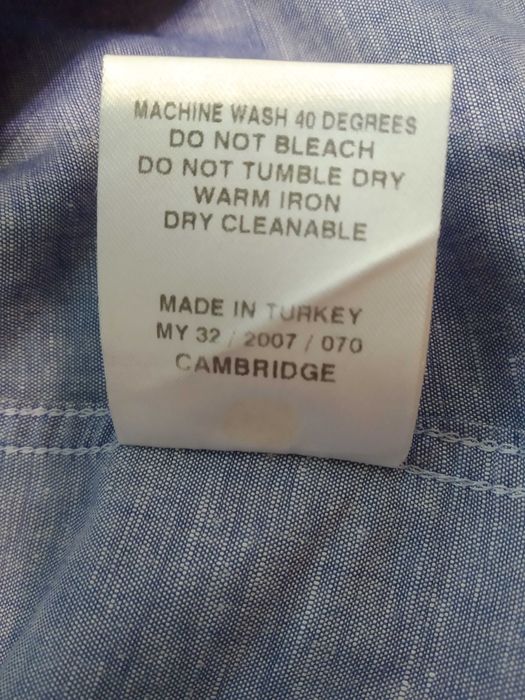 MACHINE WASH 40 DEGREES
DO NOT BLEACH
DO NOT TUMBLE DRY
WARM IRON
DRY CLEANABLE
MADE IN TURKEY
MY 32 / 2007 / 070
CAMBRIDGE